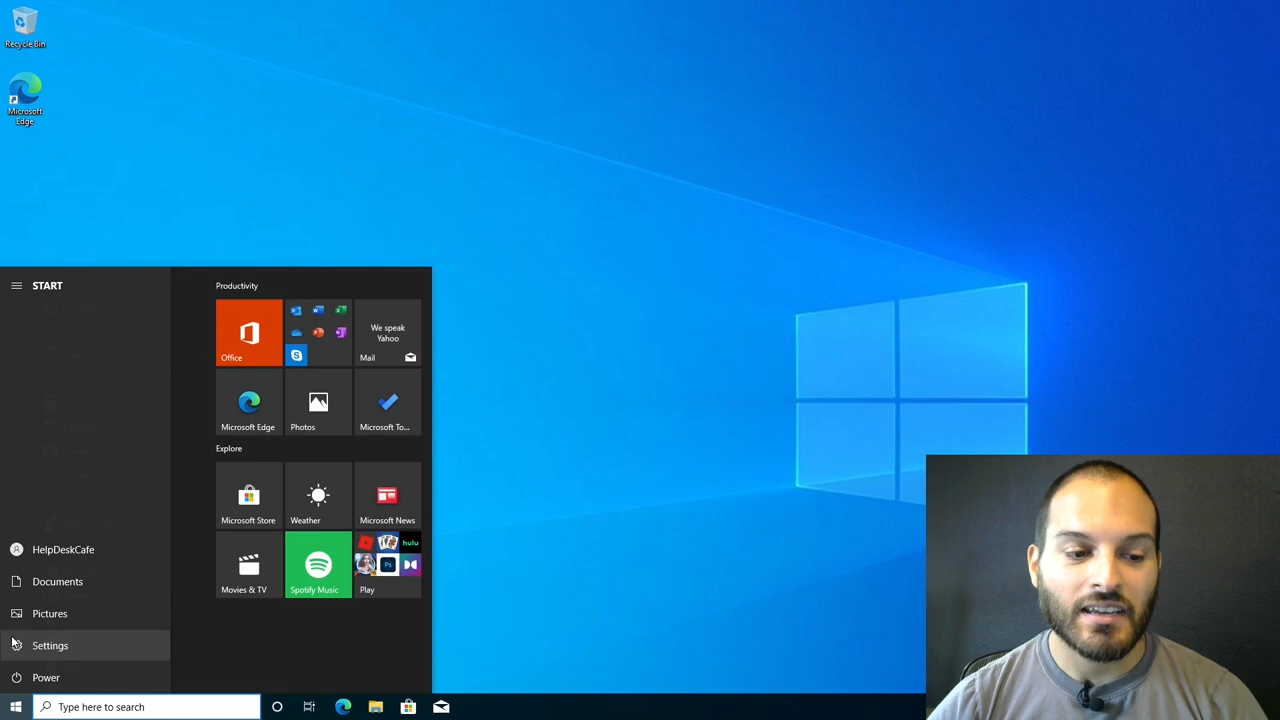 Recycle Bin
Microsoft
Edge
START
HelpDeskCafe
Documents
Pictures
Settings
Power
Productivity
Office
We speak
Yahoo
Mail
Microsoft Edge
Photos
Microsoft To...
Explore
Microsoft Store
Weather
Microsoft News
Movies & TV
Spotify Music
hulu
Ps
Play
Type here to search